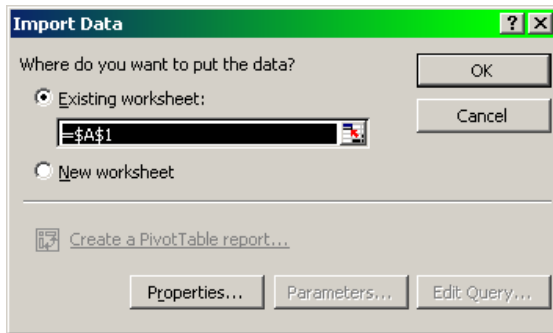 Import Data
Where do you want to put the data?
OK
Existing worksheet:
Cancel
=$A$1
New worksheet
Create a PivotTable report...
Properties... Parameters... Edit Query...